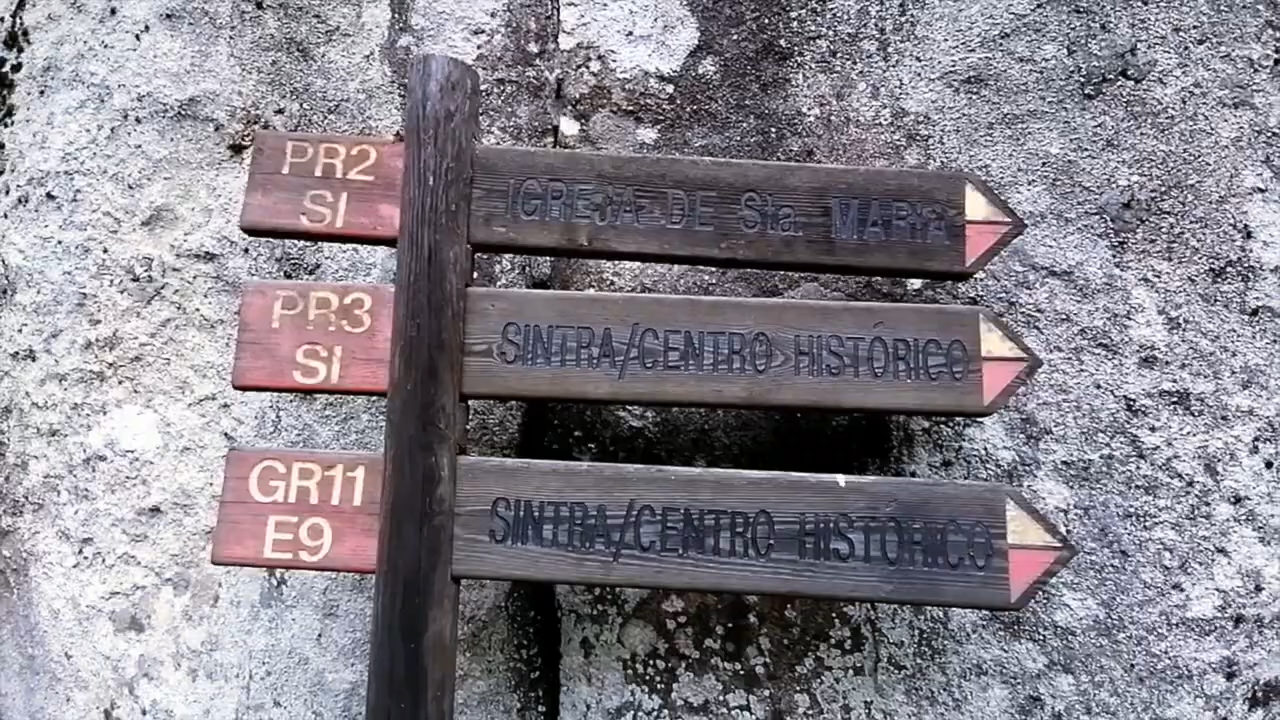 PR2
SI
IGREJA DE Sta. MARIA
PR3
SI
SINTRA/CENTRO HISTÓRICO
GR11
E9
SINTRA/CENTRO HISTÓRICO